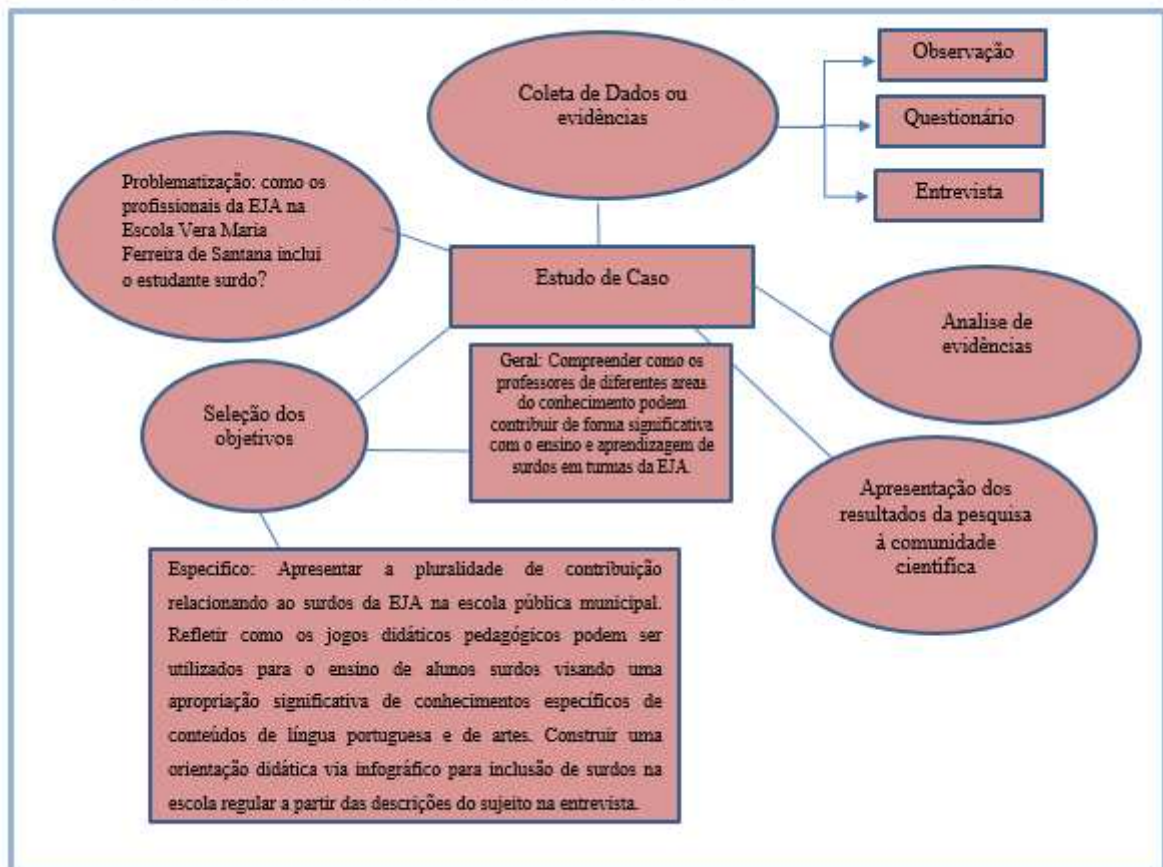 Coleta de Dados ou
evidências
Observação
Questionário
Entrevista
Problematização: como os
profissionais da EJA na
Escola Vera Maria
Ferreira de Santana inclui
o estudante surdo?
Estudo de Caso
Analise de
evidências
Seleção dos
objetivos
Geral: Compreender como os
professores de diferentes areas
do conhecimento podem
contribuir de forma significativa
com o ensino e aprendizagem de
surdos em turmas da EJA.
Apresentação dos
resultados da pesquisa
à comunidade
científica
Especifico: Apresentar a pluralidade de contribuição
relacionando ao surdos da EJA na escola pública municipal.
Refletir como os jogos didáticos pedagógicos podem ser
utilizados para o ensino de alunos surdos visando uma
apropriação significativa de conhecimentos específicos de
conteúdos de língua portuguesa e de artes. Construir uma
orientação didática via infográfico para inclusão de surdos na
escola regular a partir das descrições do sujeito na entrevista.